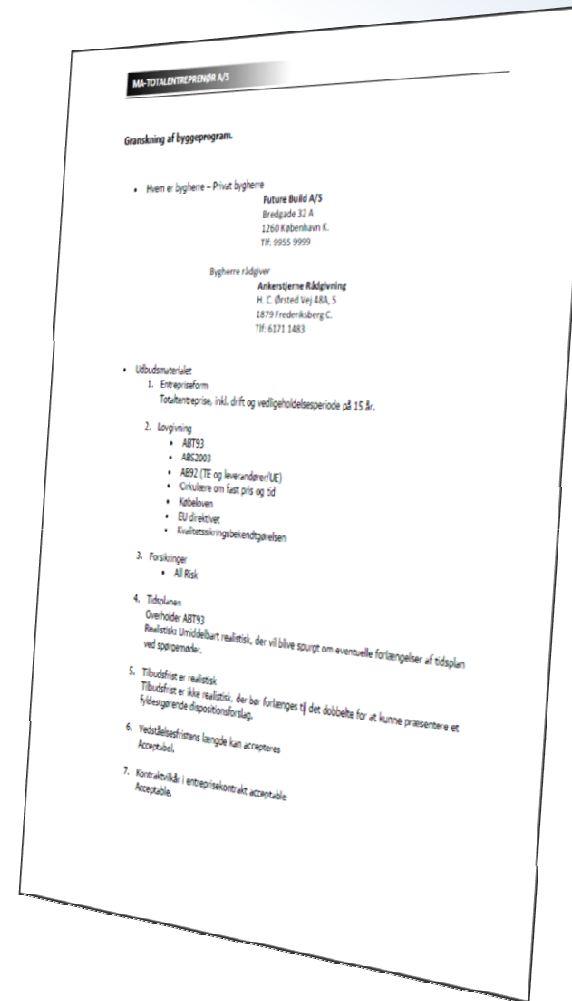 MA-TOTALENTREPRENØR A/S
Granskning af byggeprogram.
• Hvem er bygherre – Privat bygherre
Future Build A/S
Bredgade 32 A
1260 København K.
Tlf: 9955 9999
Bygherre rådgiver
Ankerstjerne Rådgivning
H. C. Ørsted Vej 48A, 5
1879 Frederiksberg C.
Tlf: 6171 1483
• Udbudsmaterialet
1. Entrepriseform
Totalentreprise, inkl. drift og vedligeholdelsesperiode på 15 år.
2. Lovgivning
• ABT93
• ABS2003
• AB92 (TE og leverandører/UE)
• Cirkulære om fast pris og tid
• Købeloven
• EU direktivet
• Kvalitetssikringsbekendtgørelsen
3. Forsikringer
• All Risk
4. Tidsplanen
Overholder ABT93
Realistisk: Umiddelbart realistisk, der vil blive spurgt om eventuelle forlængelser af tidsplan
ved spørgemøder.
5. Tilbudsfrist er realistisk
Tilbudsfrist er ikke realistisk, der bør forlænges til det dobbelte for at kunne præsentere et
fyldestgørende dispositionsforslag.
6. Vedståelsesfristens længde kan accepteres
Acceptabel.
7. Kontraktvilkår i entreprisekontrakt acceptable
Acceptable.